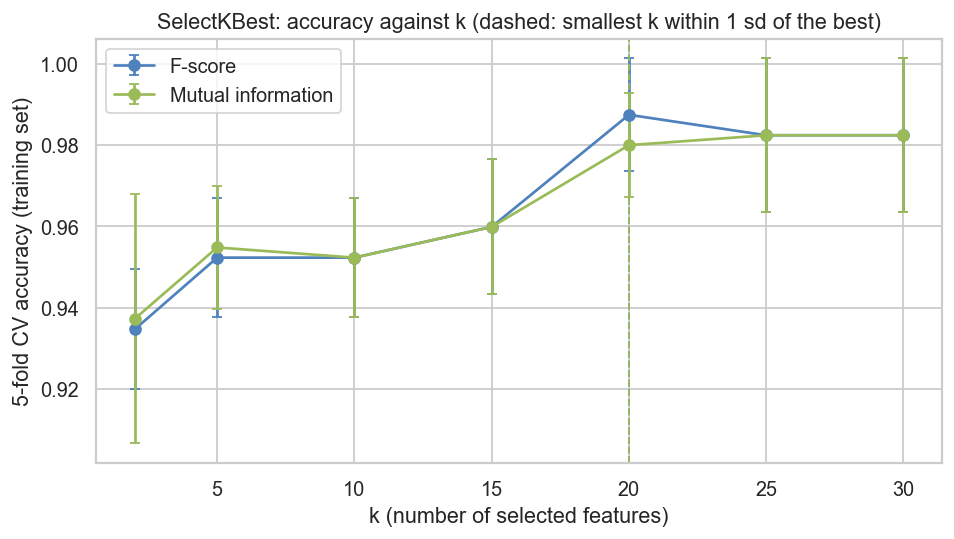 SelectKBest: accuracy against k (dashed: smallest k within 1 sd of the best)
F-score
Mutual information
5-fold CV accuracy (training set)
1.00
0.98
0.96
0.94
0.92
5 10 15 20 25 30
k (number of selected features)